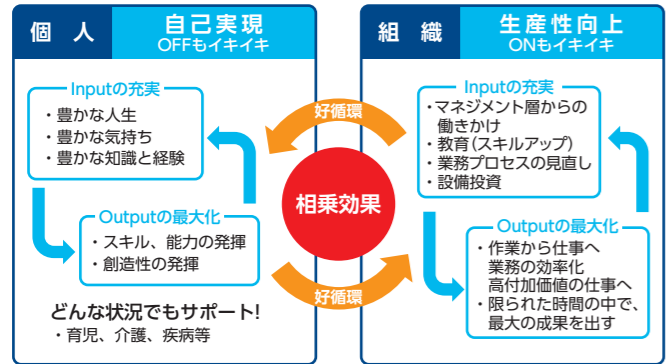 個人
自己実現
OFFもイキイキ
Inputの充実
・豊かな人生
・豊かな気持ち
・豊かな知識と経験
Outputの最大化
・スキル、能力の発揮
・創造性の発揮
どんな状況でもサポート!
・育児、介護、疾病等
好循環
相乗効果
好循環
組織
生産性向上
ONもイキイキ
Inputの充実
・マネジメント層からの
働きかけ
・教育(スキルアップ)
・業務プロセスの見直し
・設備投資
Outputの最大化
・作業から仕事へ
業務の効率化
高付加価値の仕事へ
・限られた時間の中で、
最大の成果を出す